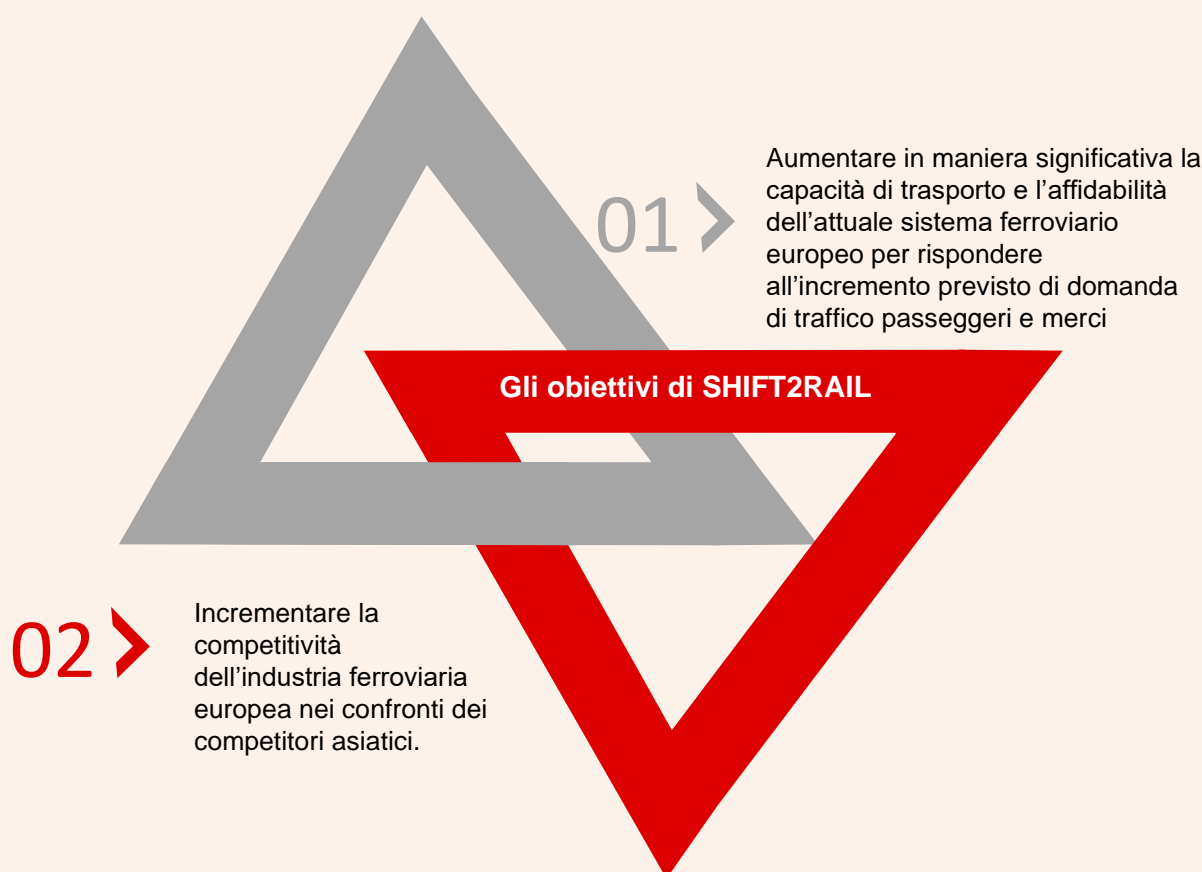 01
Aumentare in maniera significativa la
capacità di trasporto e l’affidabilità
dell’attuale sistema ferroviario
europeo per rispondere
all’incremento previsto di domanda
di traffico passeggeri e merci
Gli obiettivi di SHIFT2RAIL
02
Incrementare la
competitività
dell’industria ferroviaria
europea nei confronti dei
competitori asiatici.